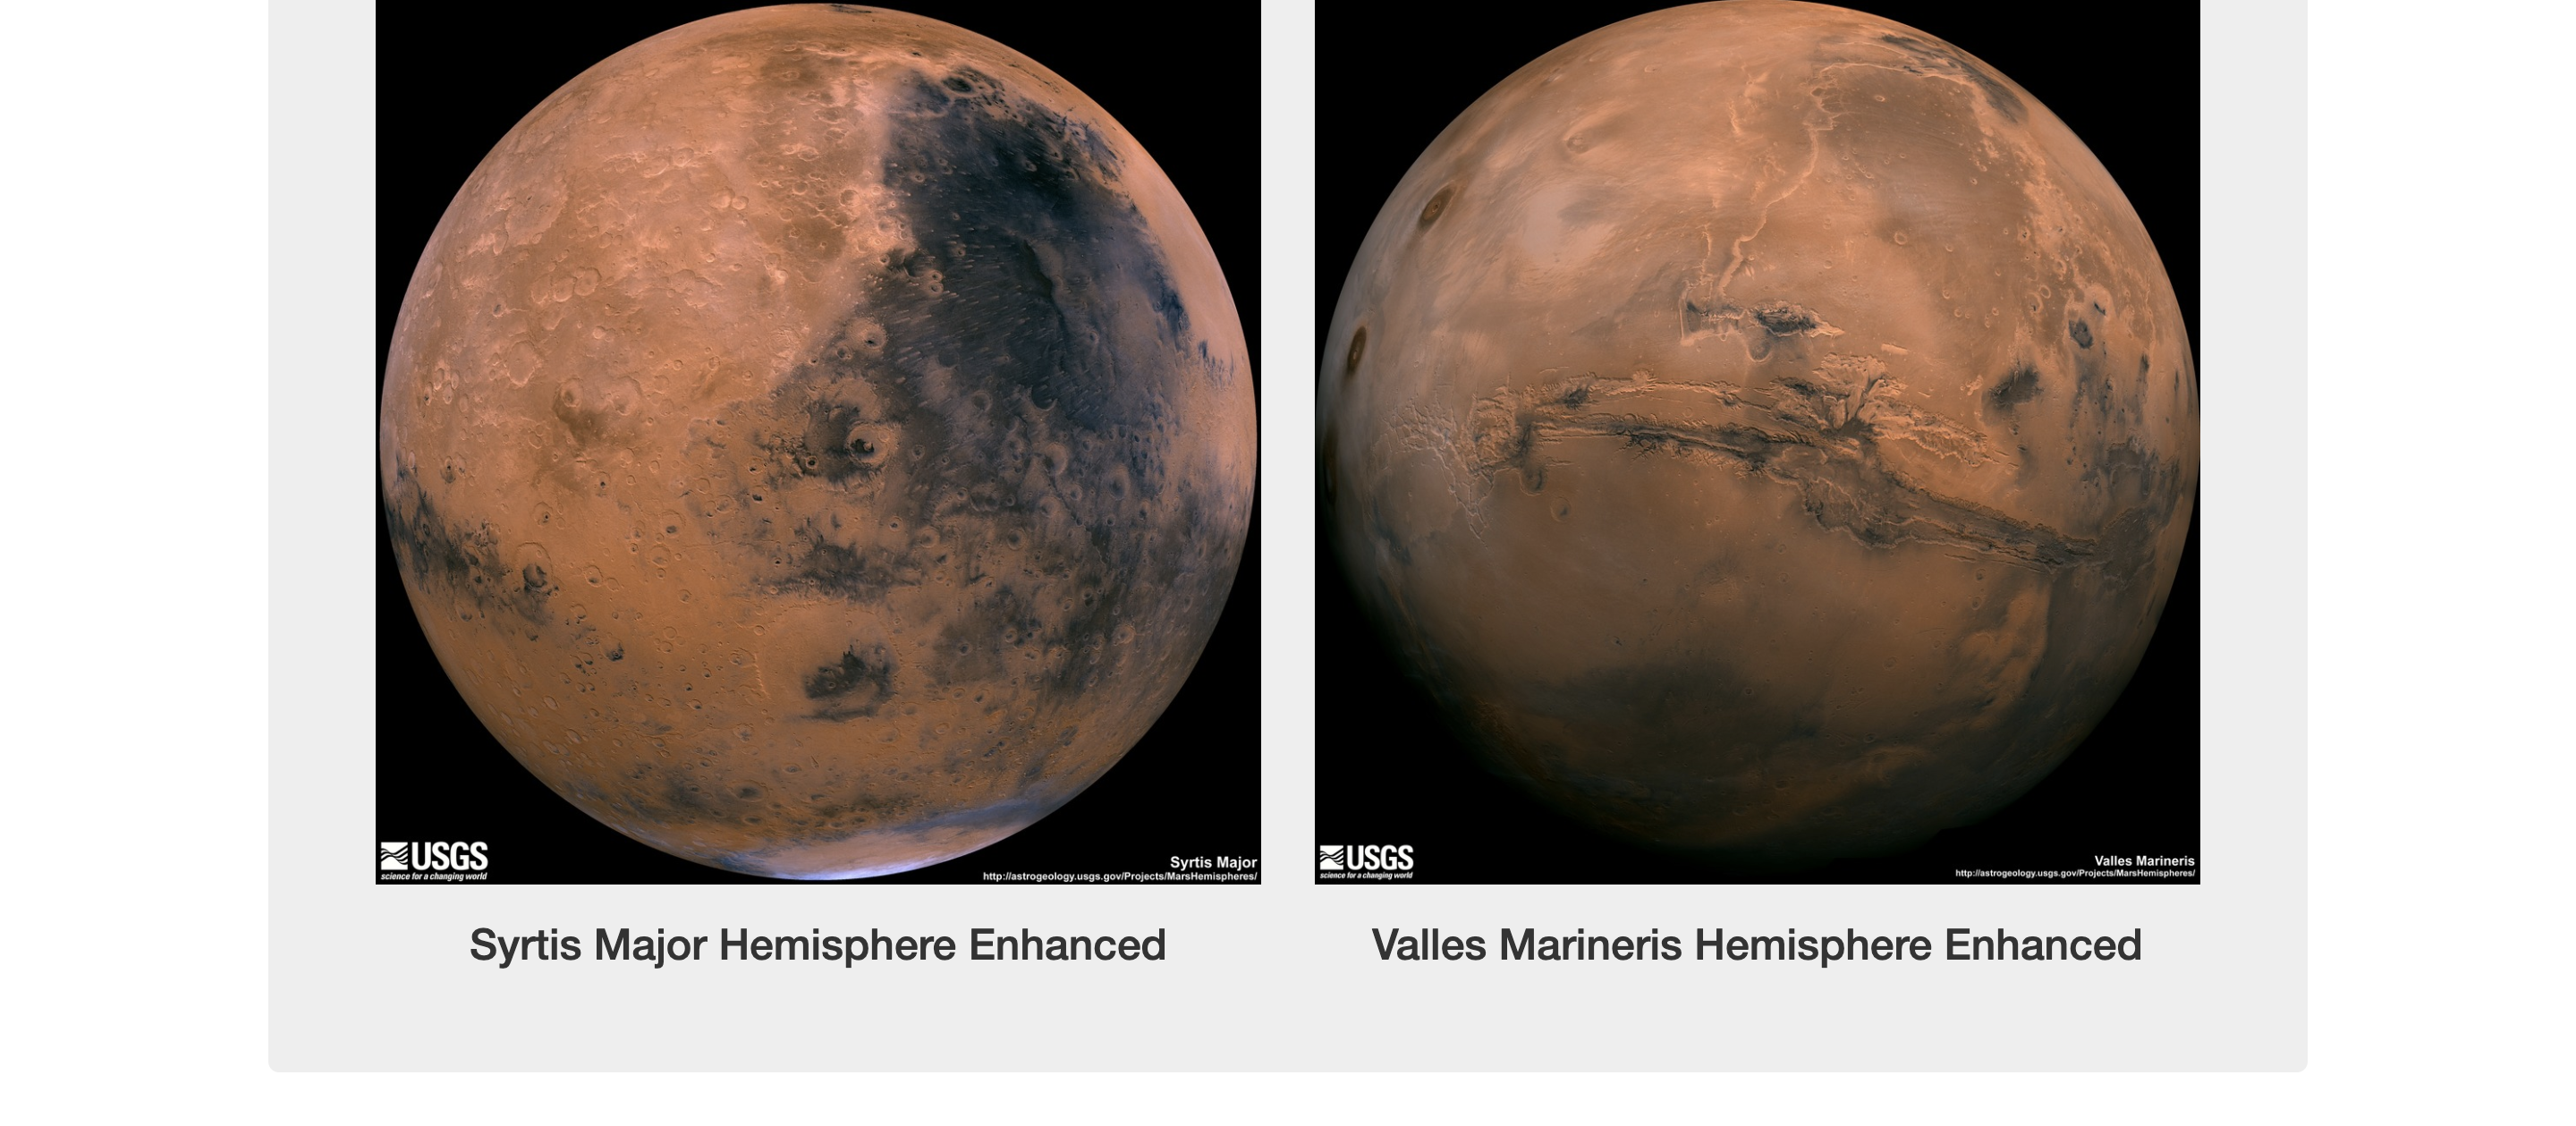 USGS
science for a changing world
Syrtis Major
http://astrogeology.usgs.gov/Projects/MarsHemispheres/
USGS
science for a changing world
Valles Marineris
http://astrogeology.usgs.gov/Projects/MarsHemispheres/
Syrtis Major Hemisphere Enhanced
Valles Marineris Hemisphere Enhanced